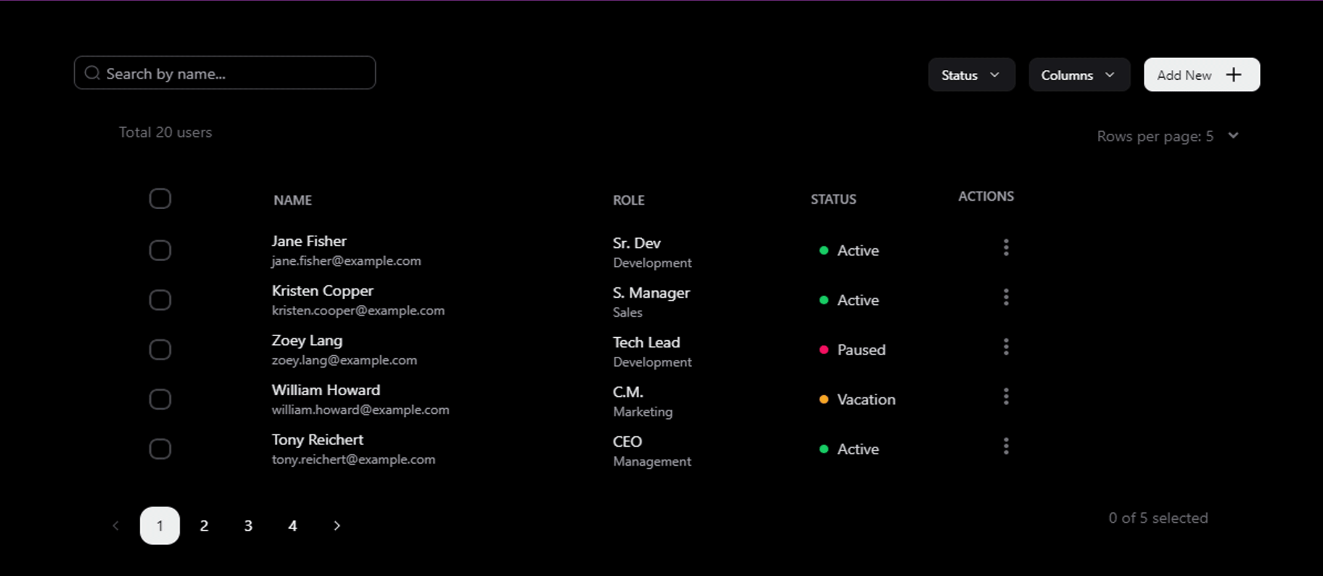 Search by name...
Status
Columns
Add New
Total 20 users
Rows per page: 5
NAME
ROLE
STATUS
ACTIONS
Jane Fisher
jane.fisher@example.com
Sr. Dev
Development
Active
Kristen Copper
kristen.cooper@example.com
S. Manager
Sales
Active
Zoey Lang
zoey.lang@example.com
Tech Lead
Development
Paused
William Howard
william.howard@example.com
C.M.
Marketing
Vacation
Tony Reichert
tony.reichert@example.com
CEO
Management
Active
1 2 3 4
0 of 5 selected